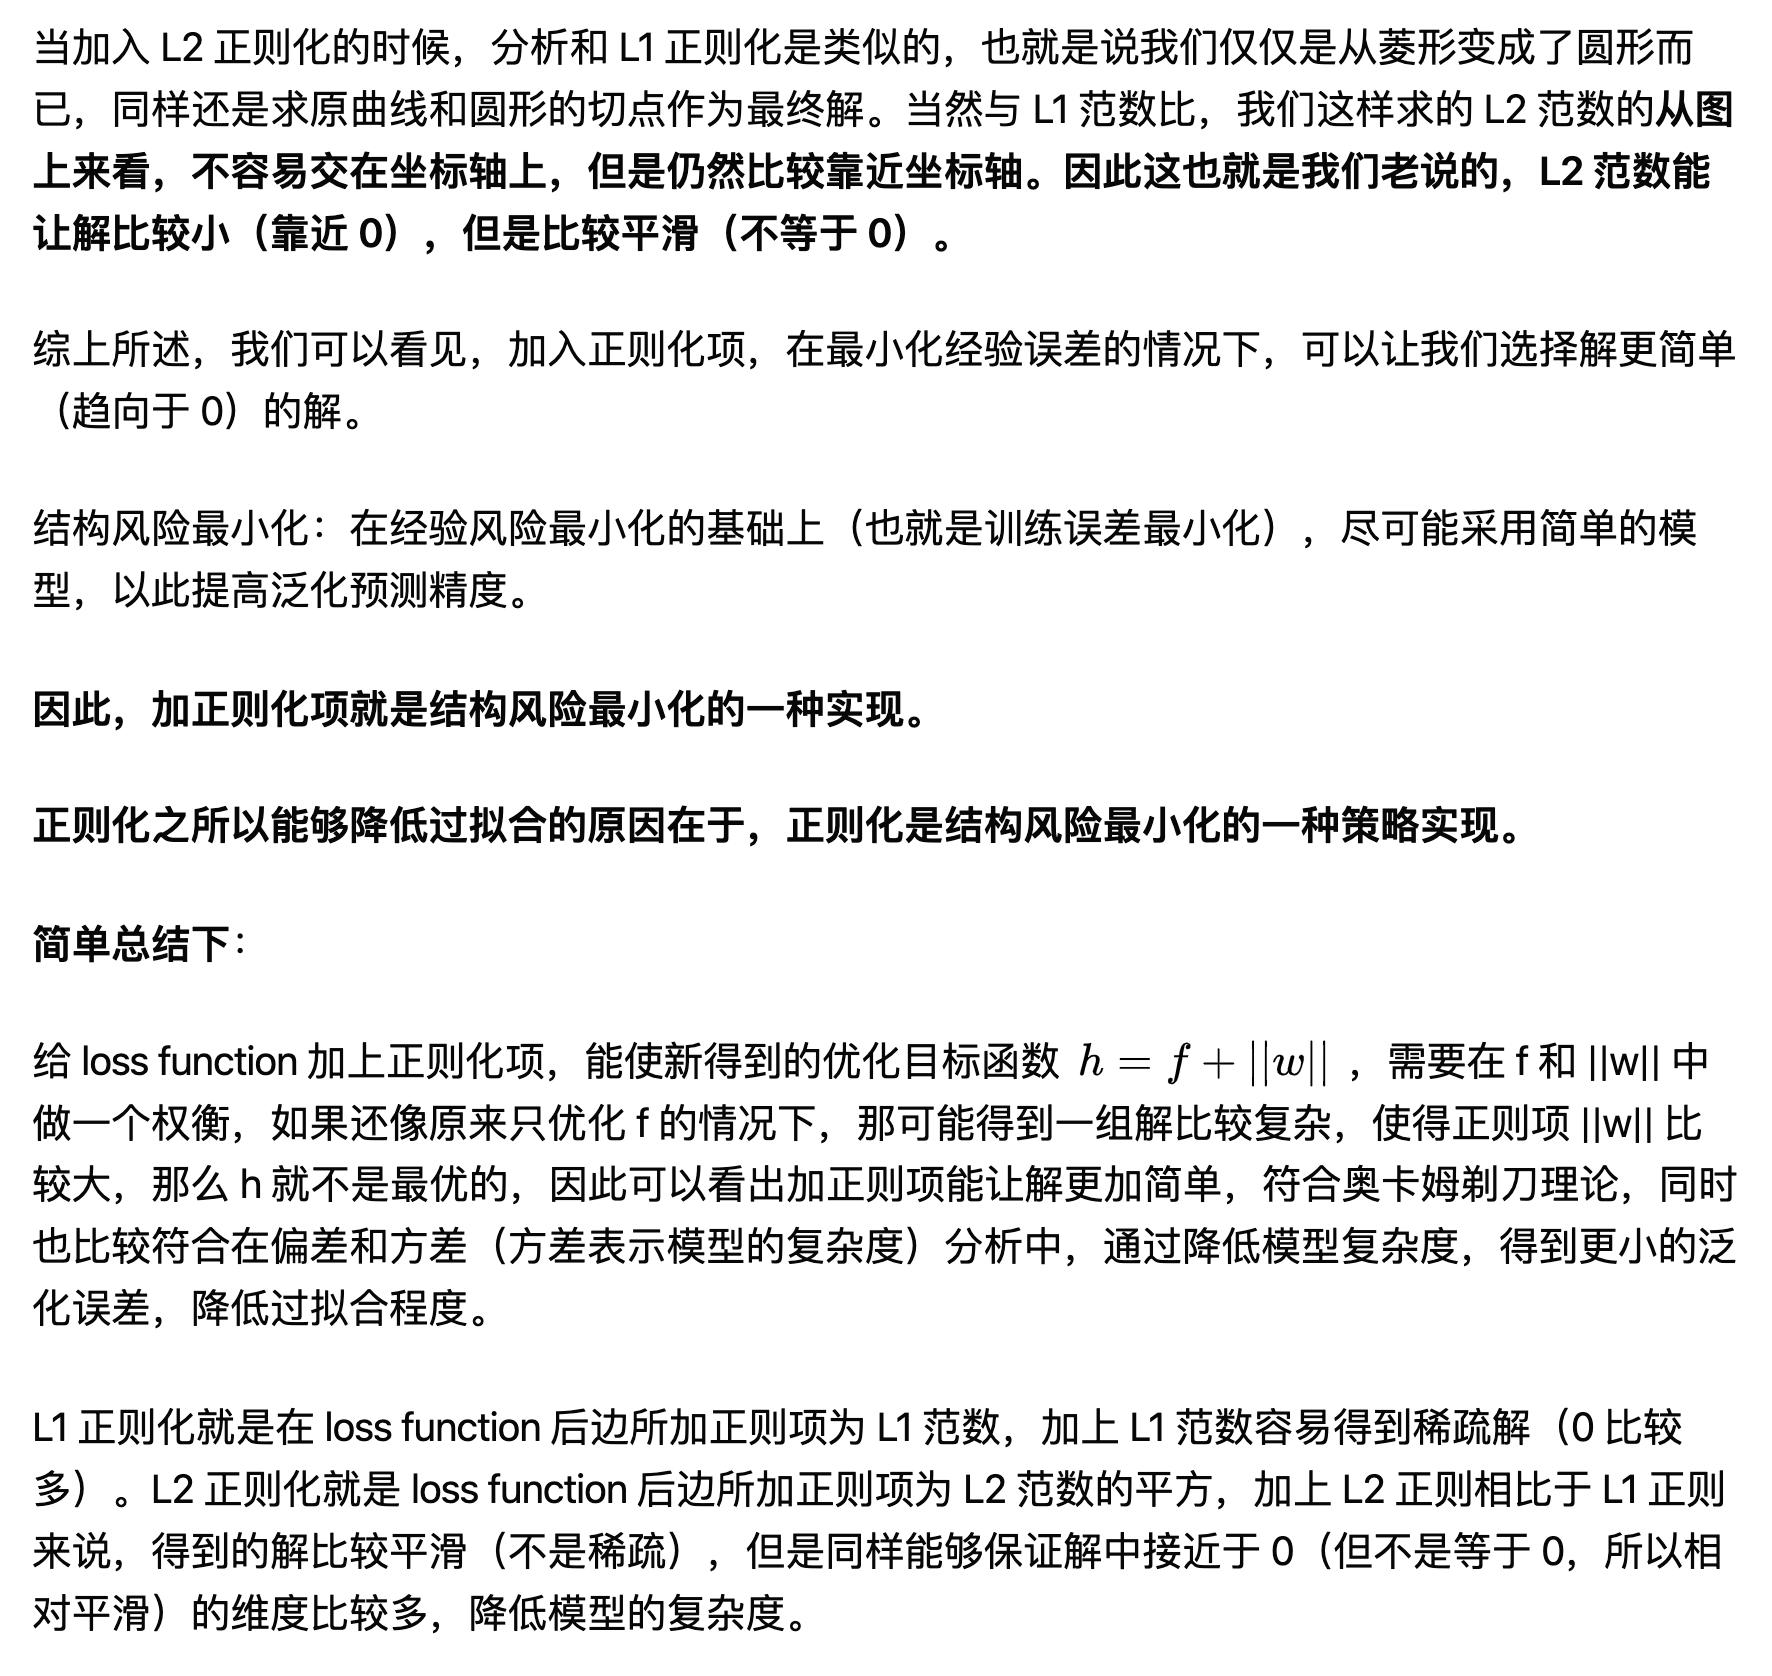 当加入 L2 正则化的时候，分析和 L1 正则化是类似的，也就是说我们仅仅是从菱形变成了圆形而
已，同样还是求原曲线和圆形的切点作为最终解。当然与 L1 范数比，我们这样求的 L2 范数的从图
上来看，不容易交在坐标轴上，但是仍然比较靠近坐标轴。因此这也就是我们老说的，L2 范数能
让解比较小（靠近 0），但是比较平滑（不等于 0）。
综上所述，我们可以看见，加入正则化项，在最小化经验误差的情况下，可以让我们选择解更简单
（趋向于 0）的解。
结构风险最小化：在经验风险最小化的基础上（也就是训练误差最小化），尽可能采用简单的模
型，以此提高泛化预测精度。
因此，加正则化项就是结构风险最小化的一种实现。
正则化之所以能够降低过拟合的原因在于，正则化是结构风险最小化的一种策略实现。
简单总结下：
给 loss function 加上正则化项，能使新得到的优化目标函数 h = f + ||w|| ，需要在 f 和 ||w|| 中
做一个权衡，如果还像原来只优化 f 的情况下，那可能得到一组解比较复杂，使得正则项 ||w|| 比
较大，那么 h 就不是最优的，因此可以看出加正则项能让解更加简单，符合奥卡姆剃刀理论，同时
也比较符合在偏差和方差（方差表示模型的复杂度）分析中，通过降低模型复杂度，得到更小的泛
化误差，降低过拟合程度。
L1 正则化就是在 loss function 后边所加正则项为 L1 范数，加上 L1 范数容易得到稀疏解（0 比较
多）。L2 正则化就是 loss function 后边所加正则项为 L2 范数的平方，加上 L2 正则相比于 L1 正则
来说，得到的解比较平滑（不是稀疏），但是同样能够保证解中接近于 0（但不是等于 0，所以相
对平滑）的维度比较多，降低模型的复杂度。